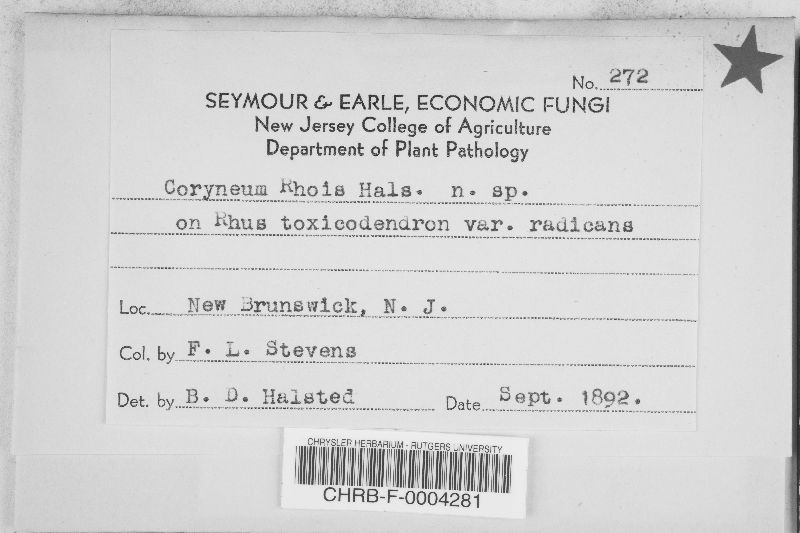 No. 272
SEYMOUR & EARLE, ECONOMIC FUNGI
New Jersey College of Agriculture
Department of Plant Pathology
Coryneum Rhois Hals. n. sp.
on Rhus toxicodendron var. radicans
Loc. New Brunswick, N. J.
Col. by F. L. Stevens
Det. by B. D. Halsted Date Sept. 1892.
CHRYSLER HERBARIUM - RUTGERS UNIVERSITY
CHRB-F-0004281